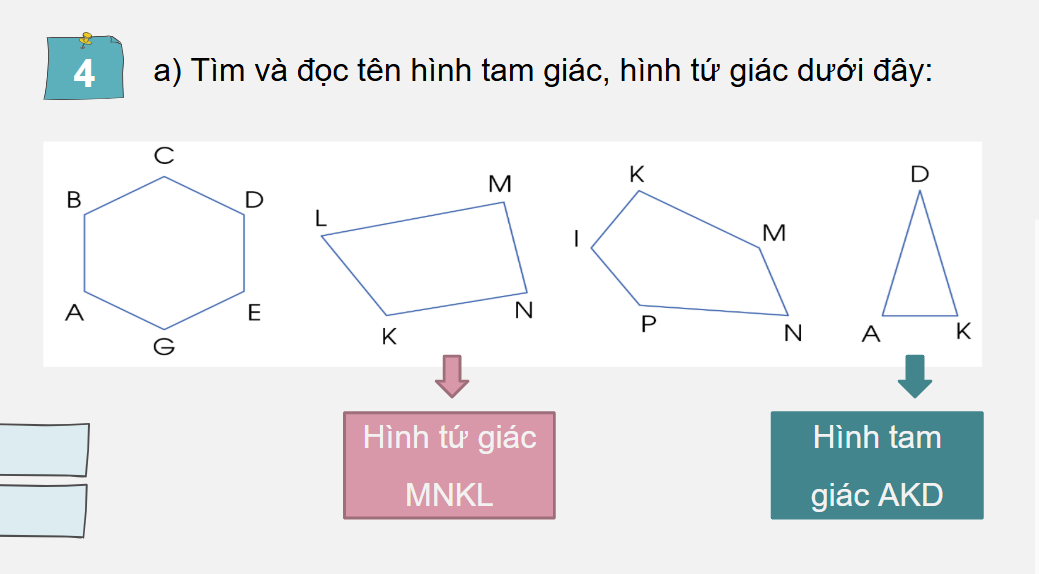 4
a) Tìm và đọc tên hình tam giác, hình tứ giác dưới đây:
C
B
D
A
E
G
M
L
N
K
K
I
M
P
N
D
A
K
Hình tứ giác
MNKL
Hình tam
giác AKD